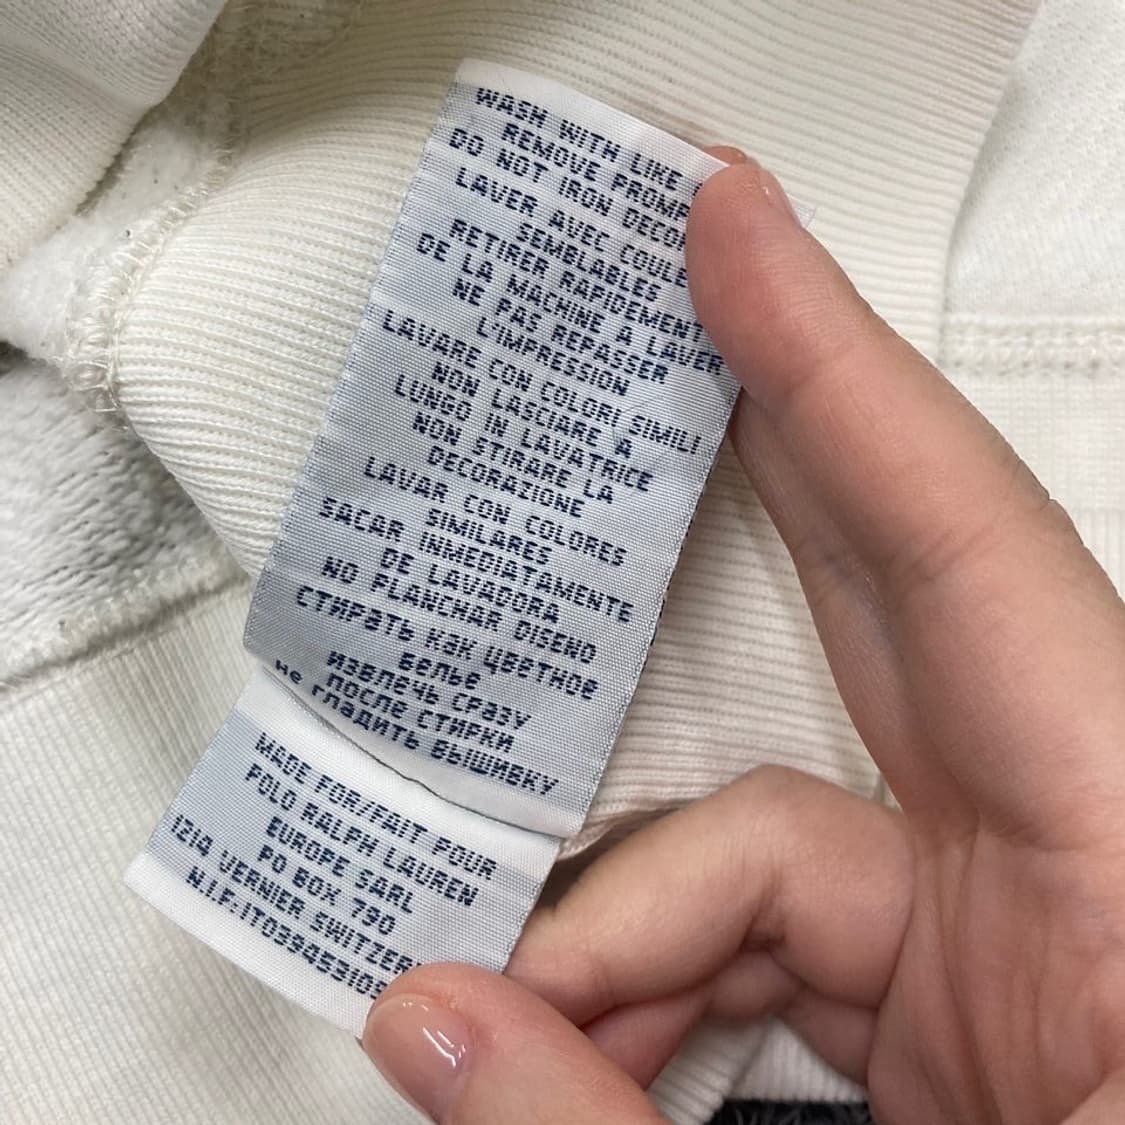 WASH WITH LIKE
REMOVE PROMP
DO NOT IRON DECOR
LAVER AVEC COULE
SEMBLABLES
RETIRER RAPIDEMENT
DE LA MACHINE A LAVER
NE PAS REPASSER
L'IMPRESSION
LAVARE CON COLORI SIMILI
NON LASCIARE A
LUNGO IN LAVATRICE
NON STIRARE LA
DECORAZIONE
LAVAR CON COLORES
SIMILARES
SACAR INMEDIATAMENTE
DE LAVADORA
NO PLANCHAR DISENO
СТИРАТЬ КАК ЦВЕТНОЕ
БЕЛЬЕ
ИЗВЛЕЧЬ СРАЗУ
ПОСЛЕ СТИРКИ
НЕ ГЛАДИТЬ ВЫШИВКУ
MADE FOR/FAIT POUR
POLO RALPH LAUREN
EUROPE SARL
PO BOX 790
1214 VERNIER SWITZER
N.I.F:IT039453103